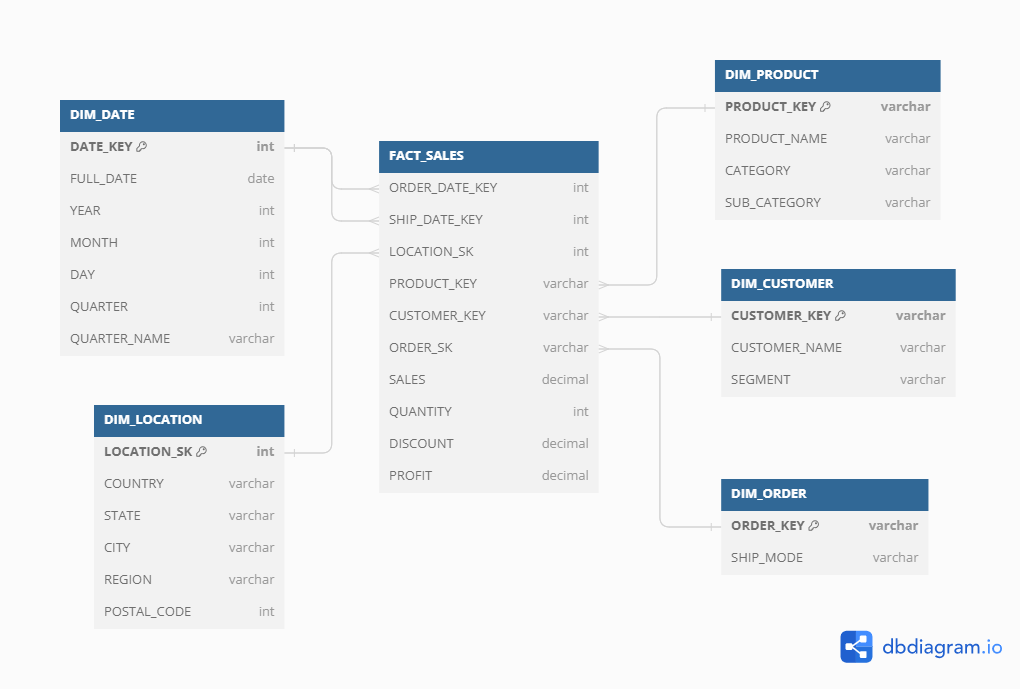 DIM_DATE
DATE_KEY int
FULL_DATE date
YEAR int
MONTH int
DAY int
QUARTER int
QUARTER_NAME varchar
DIM_LOCATION
LOCATION_SK int
COUNTRY varchar
STATE varchar
CITY varchar
REGION varchar
POSTAL_CODE int
FACT_SALES
ORDER_DATE_KEY int
SHIP_DATE_KEY int
LOCATION_SK int
PRODUCT_KEY varchar
CUSTOMER_KEY varchar
ORDER_SK varchar
SALES decimal
QUANTITY int
DISCOUNT decimal
PROFIT decimal
DIM_PRODUCT
PRODUCT_KEY varchar
PRODUCT_NAME varchar
CATEGORY varchar
SUB_CATEGORY varchar
DIM_CUSTOMER
CUSTOMER_KEY varchar
CUSTOMER_NAME varchar
SEGMENT varchar
DIM_ORDER
ORDER_KEY varchar
SHIP_MODE varchar
dbdiagram.io